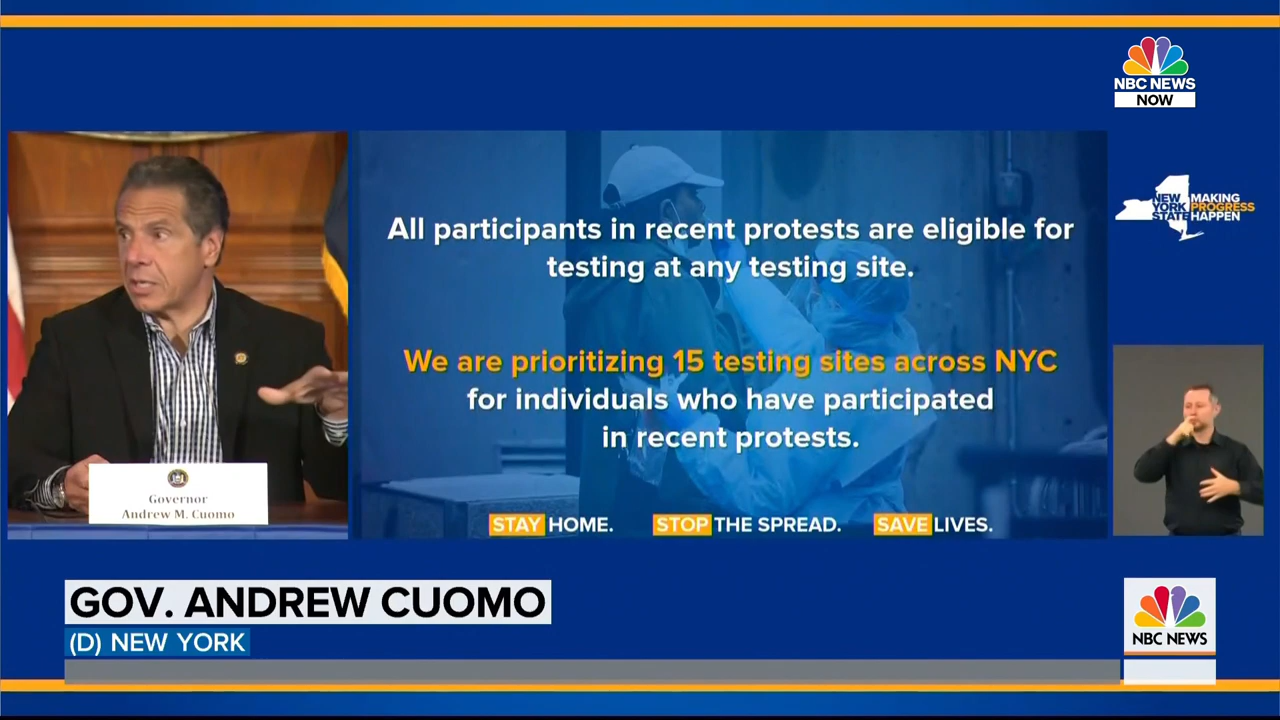 NBC NEWS
NOW
NEW
YORK
STATE
MAKING
PROGRESS
HAPPEN
All participants in recent protests are eligible for
testing at any testing site.
We are prioritizing 15 testing sites across NYC
for individuals who have participated
in recent protests.
STAY HOME. STOP THE SPREAD. SAVE LIVES.
Governor
Andrew M. Cuomo
GOV. ANDREW CUOMO
(D) NEW YORK
NBC NEWS